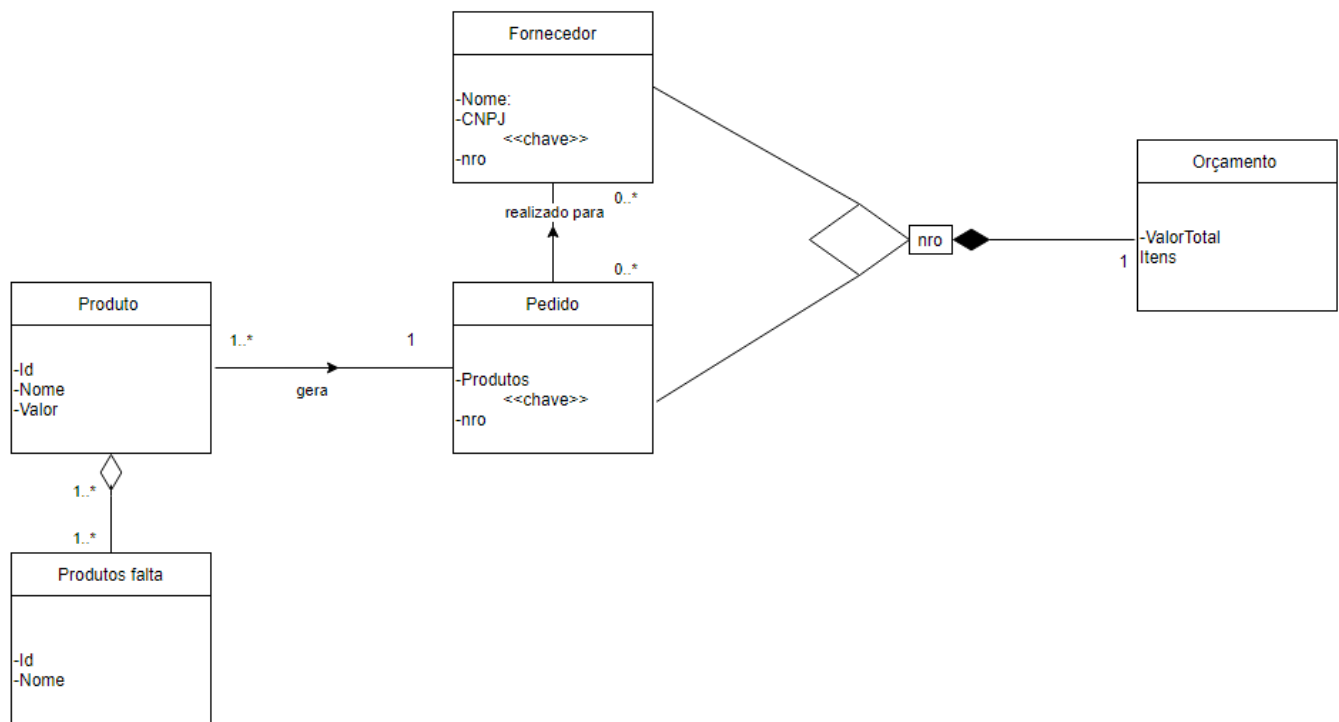 Fornecedor
-Nome:
-CNPJ
<<chave>>
-nro
0..*
realizado para
0..*
Orçamento
-ValorTotal
Itens
nro
1
Produto
-Id
-Nome
-Valor
1..*
gera
1
Pedido
-Produtos
<<chave>>
-nro
1..*
1..*
Produtos falta
-Id
-Nome